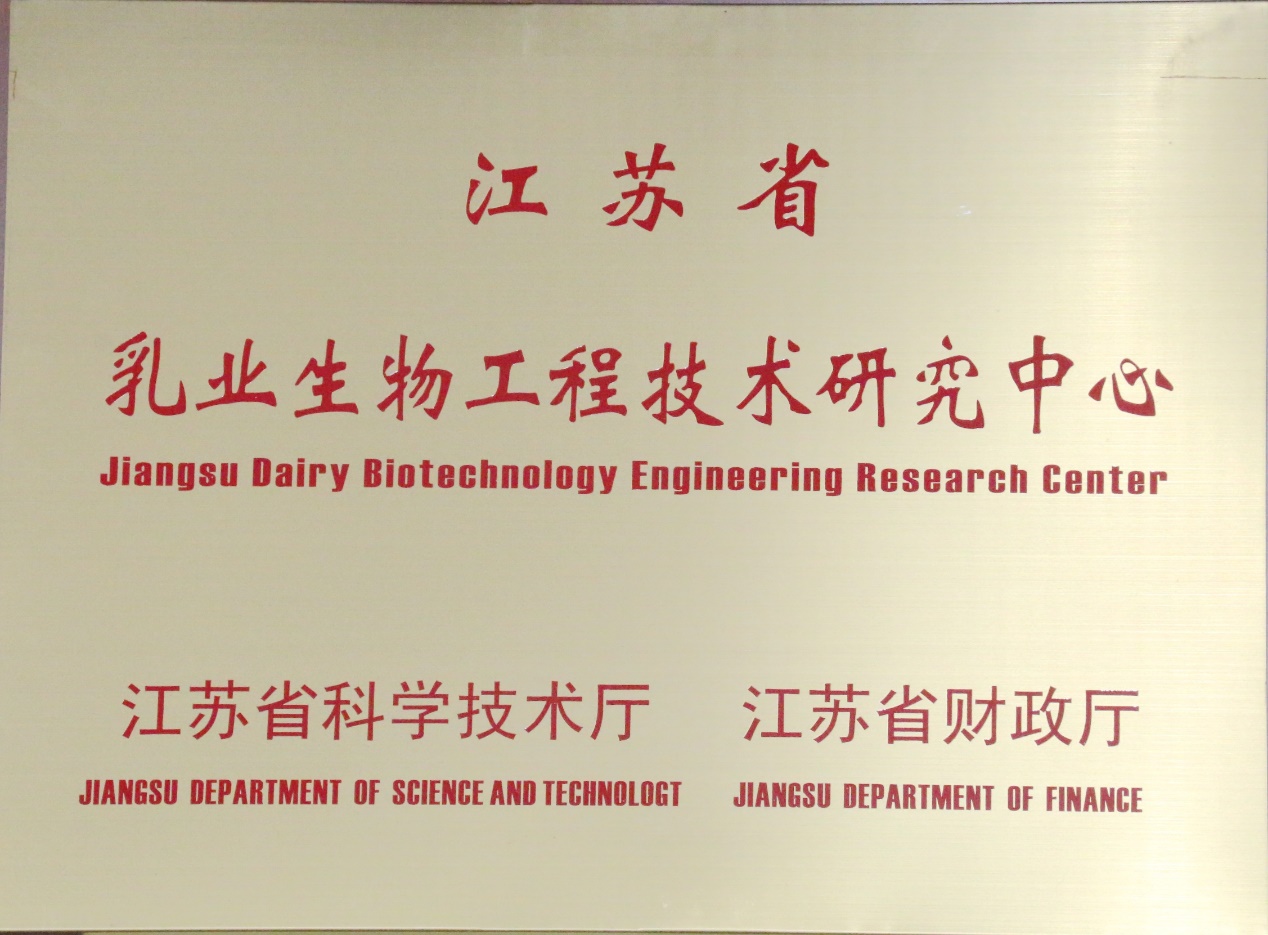 江苏省
乳业生物工程技术研究中心
Jiangsu Dairy Biotechnology Engineering Research Center
江苏省科学技术厅 江苏省财政厅
JIANGSU DEPARTMENT OF SCIENCE AND TECHNOLOGT JIANGSU DEPARTMENT OF FINANCE